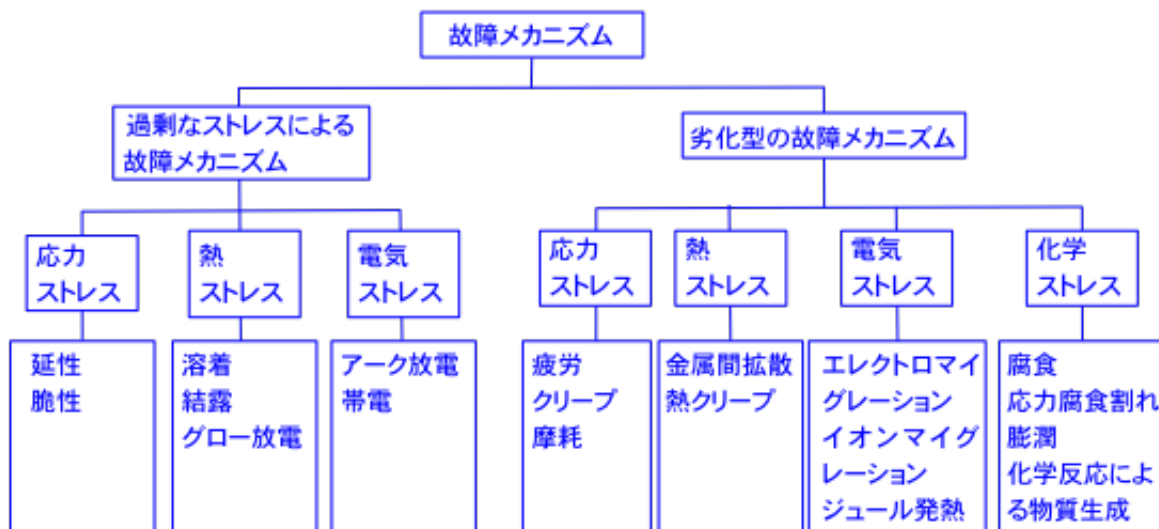 故障メカニズム
過剰なストレスによる
故障メカニズム
劣化型の故障メカニズム
応力
ストレス
熱
ストレス
電気
ストレス
応力
ストレス
熱
ストレス
電気
ストレス
化学
ストレス
延性
脆性
溶着
結露
グロー放電
アーク放電
帯電
疲労
クリープ
摩耗
金属間拡散
熱クリープ
エレクトロマイ
グレーション
イオンマイグ
レーション
ジュール発熱
腐食
応力腐食割れ
膨潤
化学反応によ
る物質生成